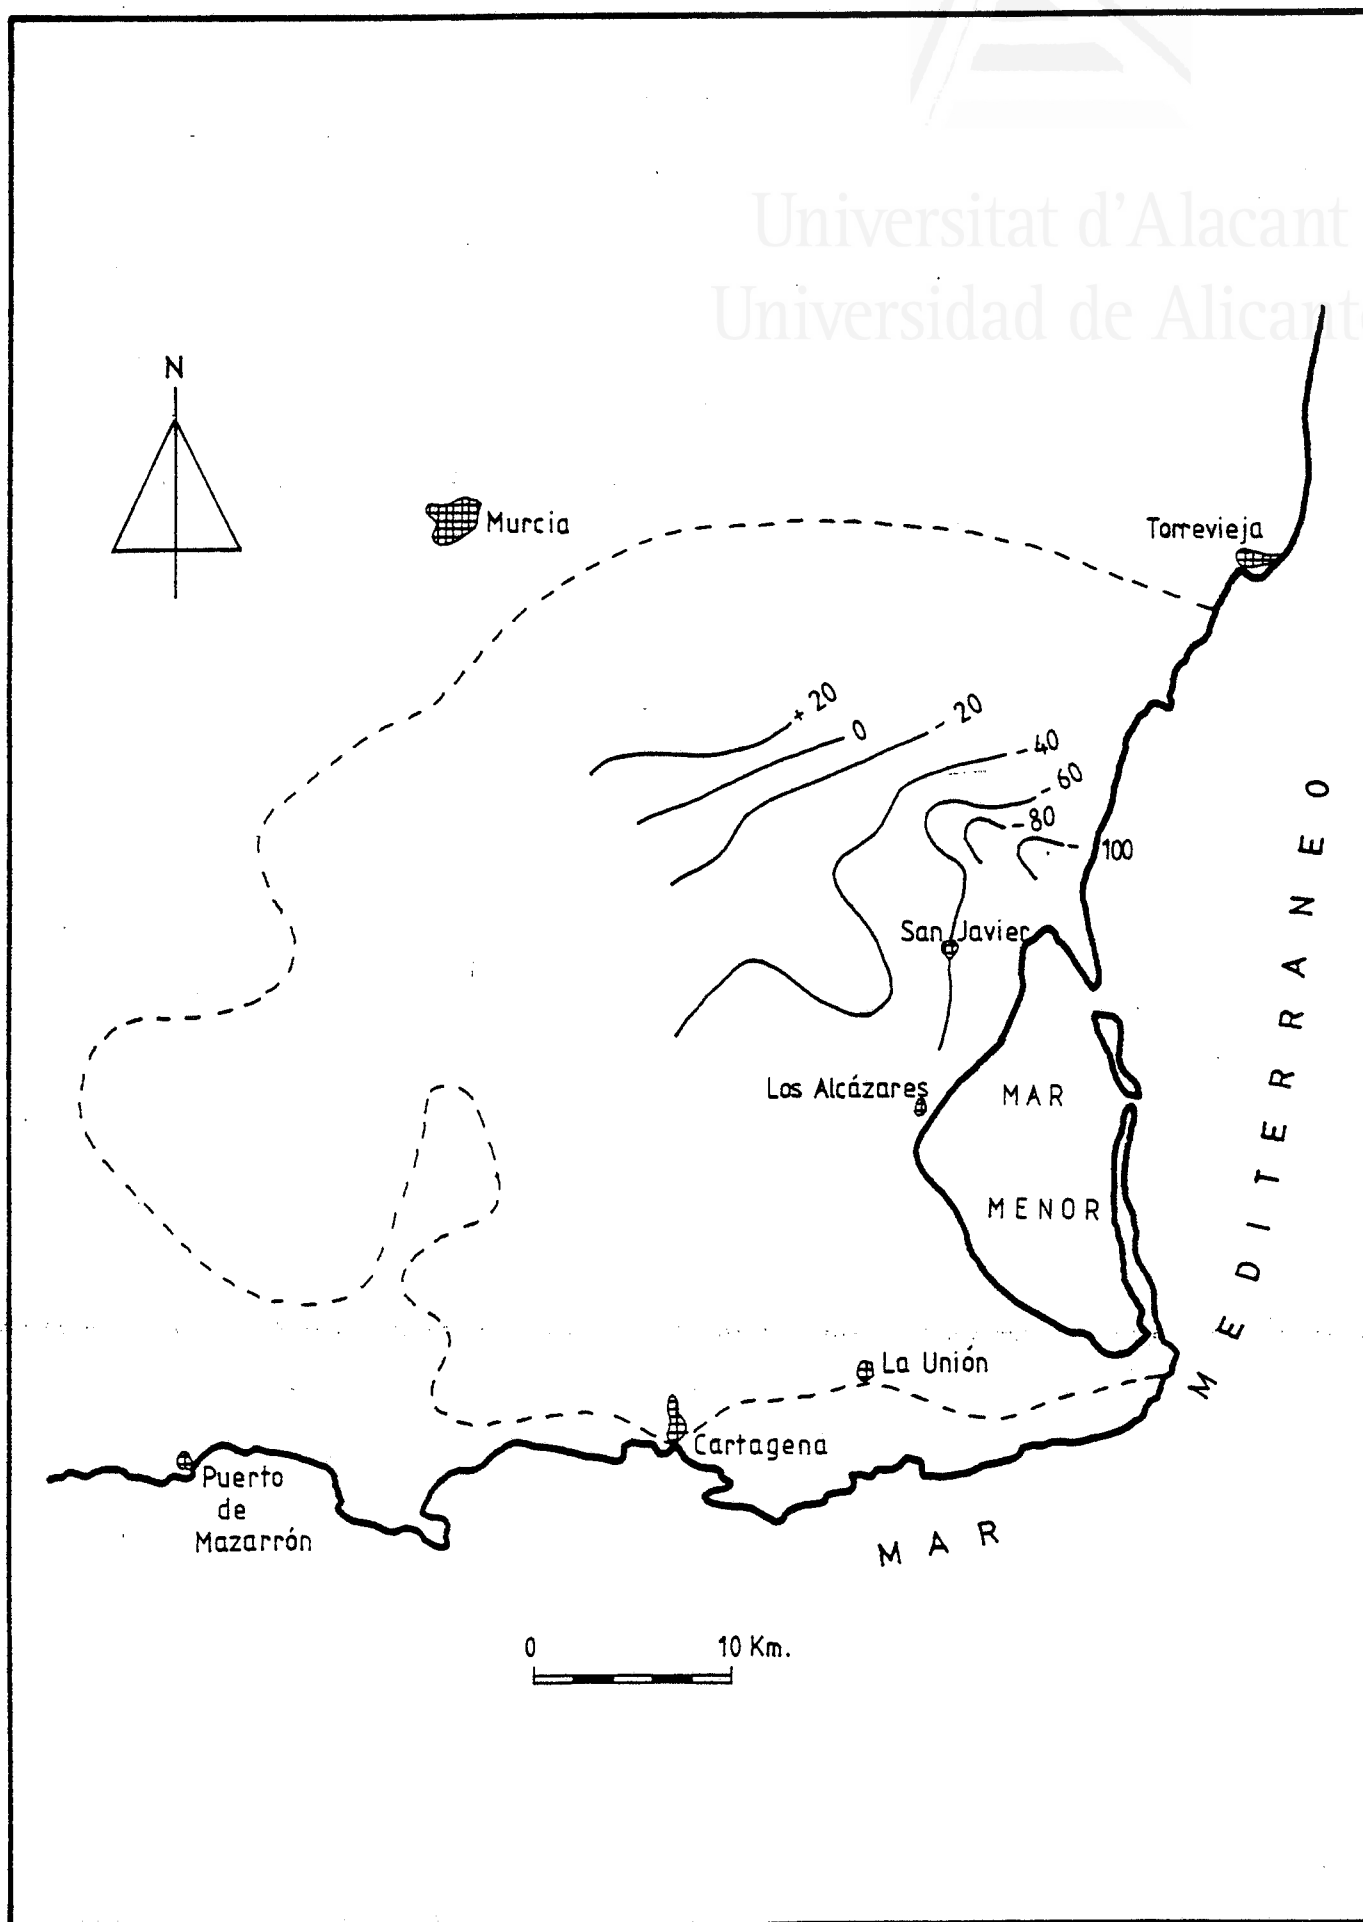 Universitat d'Alacant
Universidad de Alicante
N
Murcia
Torrevieja
+ 20
0
- 20
- 40
- 60
- 80
- 100
San Javier
Los Alcázares
MAR
MENOR
La Unión
Cartagena
Puerto
de
Mazarrón
MAR
MEDITERRANEO
0 10 Km.